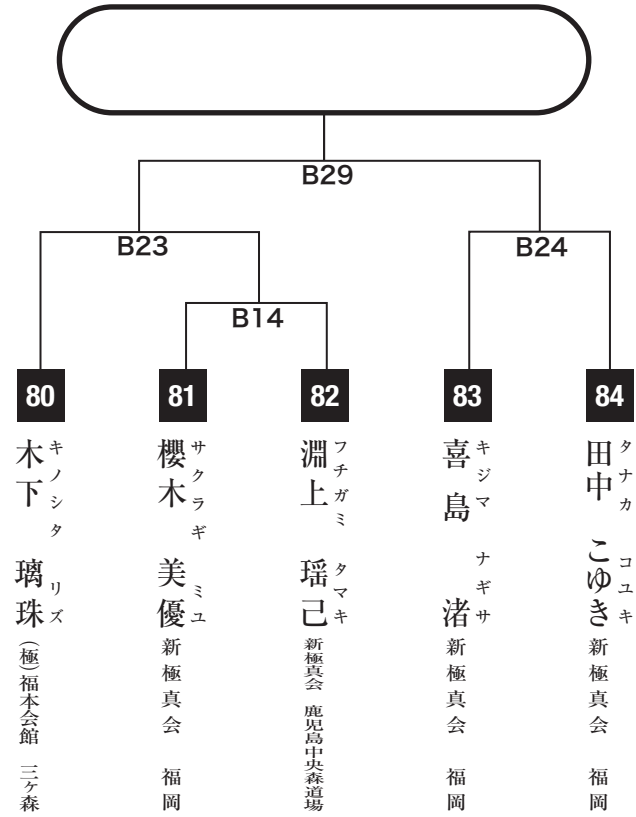 B29
B23
B24
B14
80
木下 璃珠
キノシタ リズ
(極)福本会館 三ケ森
81
櫻木 美優
サクラギ ミユ
新極真会 福岡
82
淵上 瑶己
フチガミ タマキ
新極真会 鹿児島中央森道場
83
喜島 渚
キジマ ナギサ
新極真会 福岡
84
田中 こゆき
タナカ コユキ
新極真会 福岡